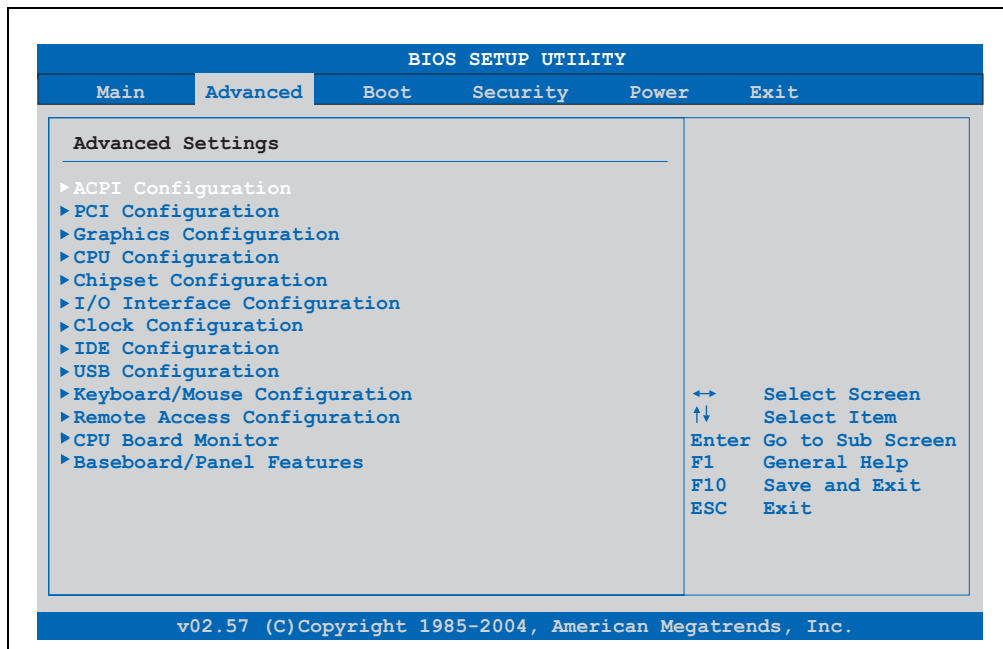 BIOS SETUP UTILITY
Main Advanced Boot Security Power Exit
Advanced Settings
ACPI Configuration
PCI Configuration
Graphics Configuration
CPU Configuration
Chipset Configuration
I/O Interface Configuration
Clock Configuration
IDE Configuration
USB Configuration
Keyboard/Mouse Configuration
Remote Access Configuration
CPU Board Monitor
Baseboard/Panel Features
↔ Select Screen
↑↓ Select Item
Enter Go to Sub Screen
F1 General Help
F10 Save and Exit
ESC Exit
v02.57 (C)Copyright 1985-2004, American Megatrends, Inc.